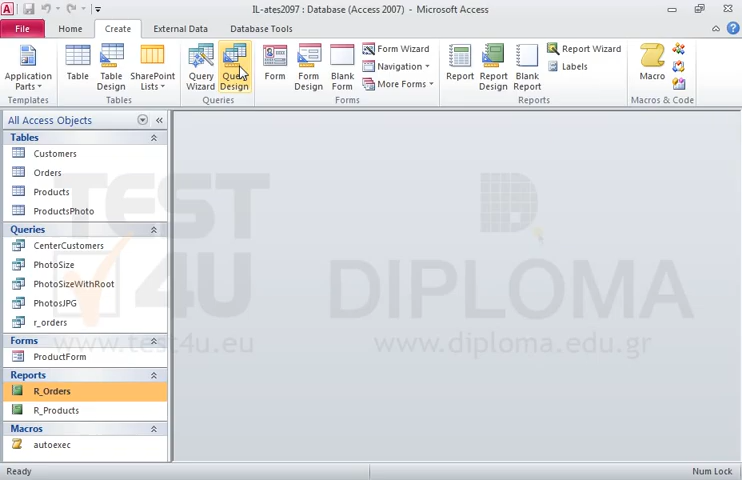 IL-ates2097 : Database (Access 2007) - Microsoft Access
File Home Create External Data Database Tools
Application Parts
Table
Table Design
SharePoint Lists
Query Wizard
Query Design
Form
Form Design
Blank Form
Form Wizard
Navigation
More Forms
Report
Report Design
Blank Report
Report Wizard
Labels
Macro
Templates Tables Queries Forms Reports Macros & Code
All Access Objects
Tables
Customers
Orders
Products
ProductsPhoto
Queries
CenterCustomers
PhotoSize
PhotoSizeWithRoot
PhotosJPG
r_orders
Forms
ProductForm
Reports
R_Orders
R_Products
Macros
autoexec
TEST
4U
www.test4u.eu
DIPLOMA
www.diploma.edu.gr
Ready
Num Lock